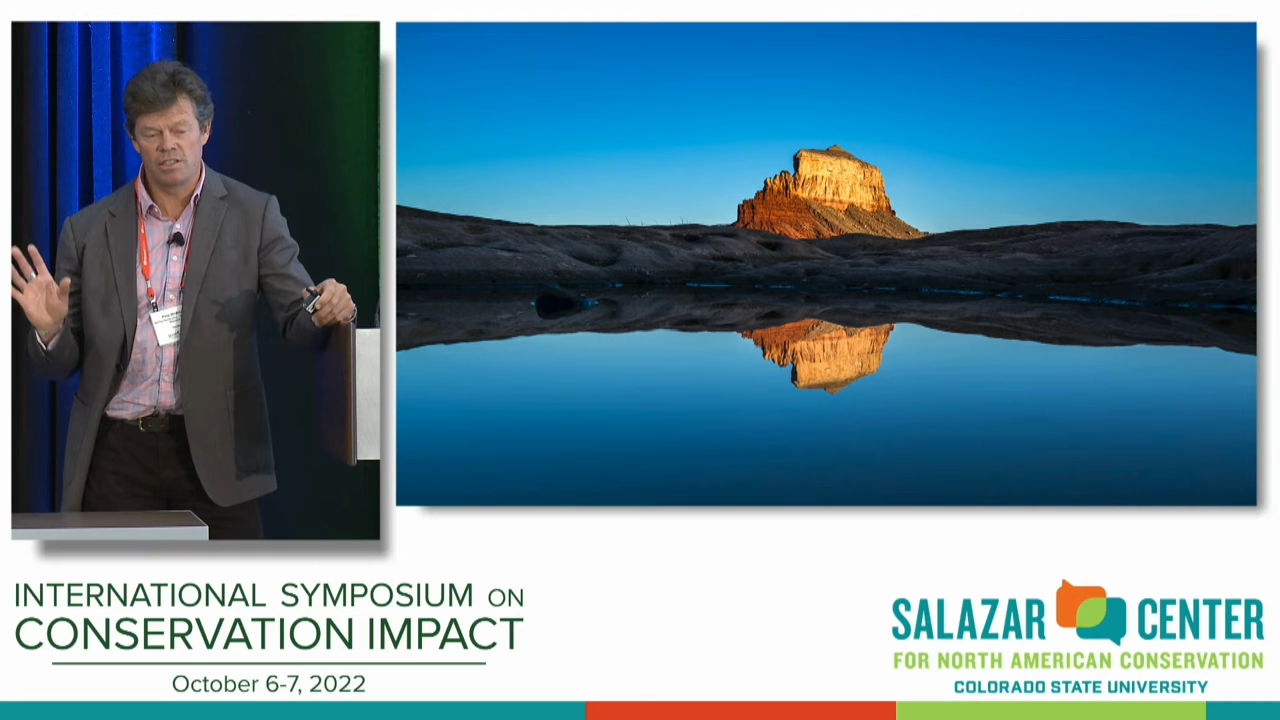 INTERNATIONAL SYMPOSIUM ON
CONSERVATION IMPACT
October 6-7, 2022
SALAZAR CENTER
FOR NORTH AMERICAN CONSERVATION
COLORADO STATE UNIVERSITY